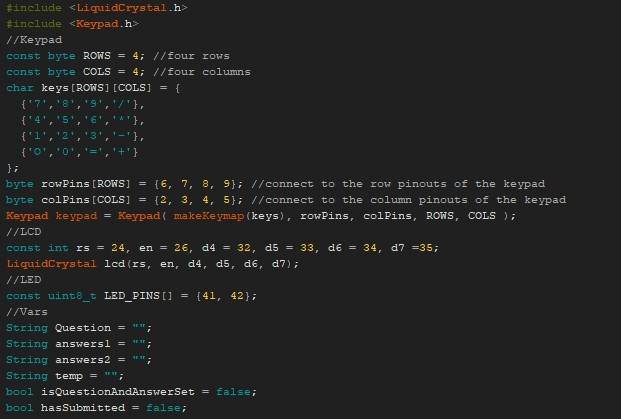 #include <LiquidCrystal.h>
#include <Keypad.h>
//Keypad
const byte ROWS = 4; //four rows
const byte COLS = 4; //four columns
char keys[ROWS][COLS] = {
{'7','8','9','/'},
{'4','5','6','*'},
{'1','2','3','-'},
{'O','0','=','+'}
};
byte rowPins[ROWS] = {6, 7, 8, 9}; //connect to the row pinouts of the keypad
byte colPins[COLS] = {2, 3, 4, 5}; //connect to the column pinouts of the keypad
Keypad keypad = Keypad( makeKeymap(keys), rowPins, colPins, ROWS, COLS );
//LCD
const int rs = 24, en = 26, d4 = 32, d5 = 33, d6 = 34, d7 =35;
LiquidCrystal lcd(rs, en, d4, d5, d6, d7);
//LED
const uint8_t LED_PINS[] = {41, 42};
//Vars
String Question = "";
String answers1 = "";
String answers2 = "";
String temp = "";
bool isQuestionAndAnswerSet = false;
bool hasSubmitted = false;